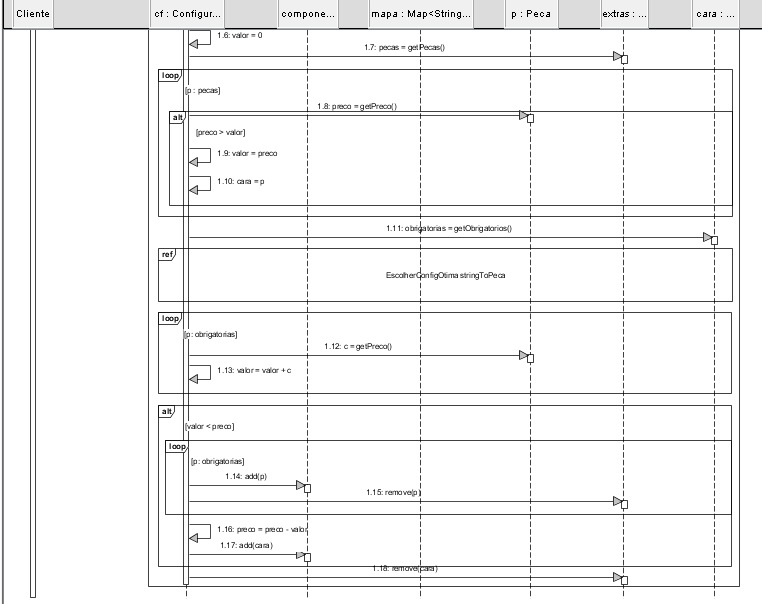 Cliente
cf : Configur...
compone...
mapa : Map<String...
p : Peca
extras : ...
cara : ...
1.6: valor = 0
1.7: pecas = getPecas()
loop
[p : pecas]
1.8: preco = getPreco()
alt
[preco > valor]
1.9: valor = preco
1.10: cara = p
1.11: obrigatorias = getObrigatorios()
ref
EscolherConfigOtimastringToPeca
loop
[p: obrigatorias]
1.12: c = getPreco()
1.13: valor = valor + c
alt
[valor < preco]
loop
[p: obrigatorias]
1.14: add(p)
1.15: remove(p)
1.16: preco = preco - valor
1.17: add(cara)
1.18: remove(cara)